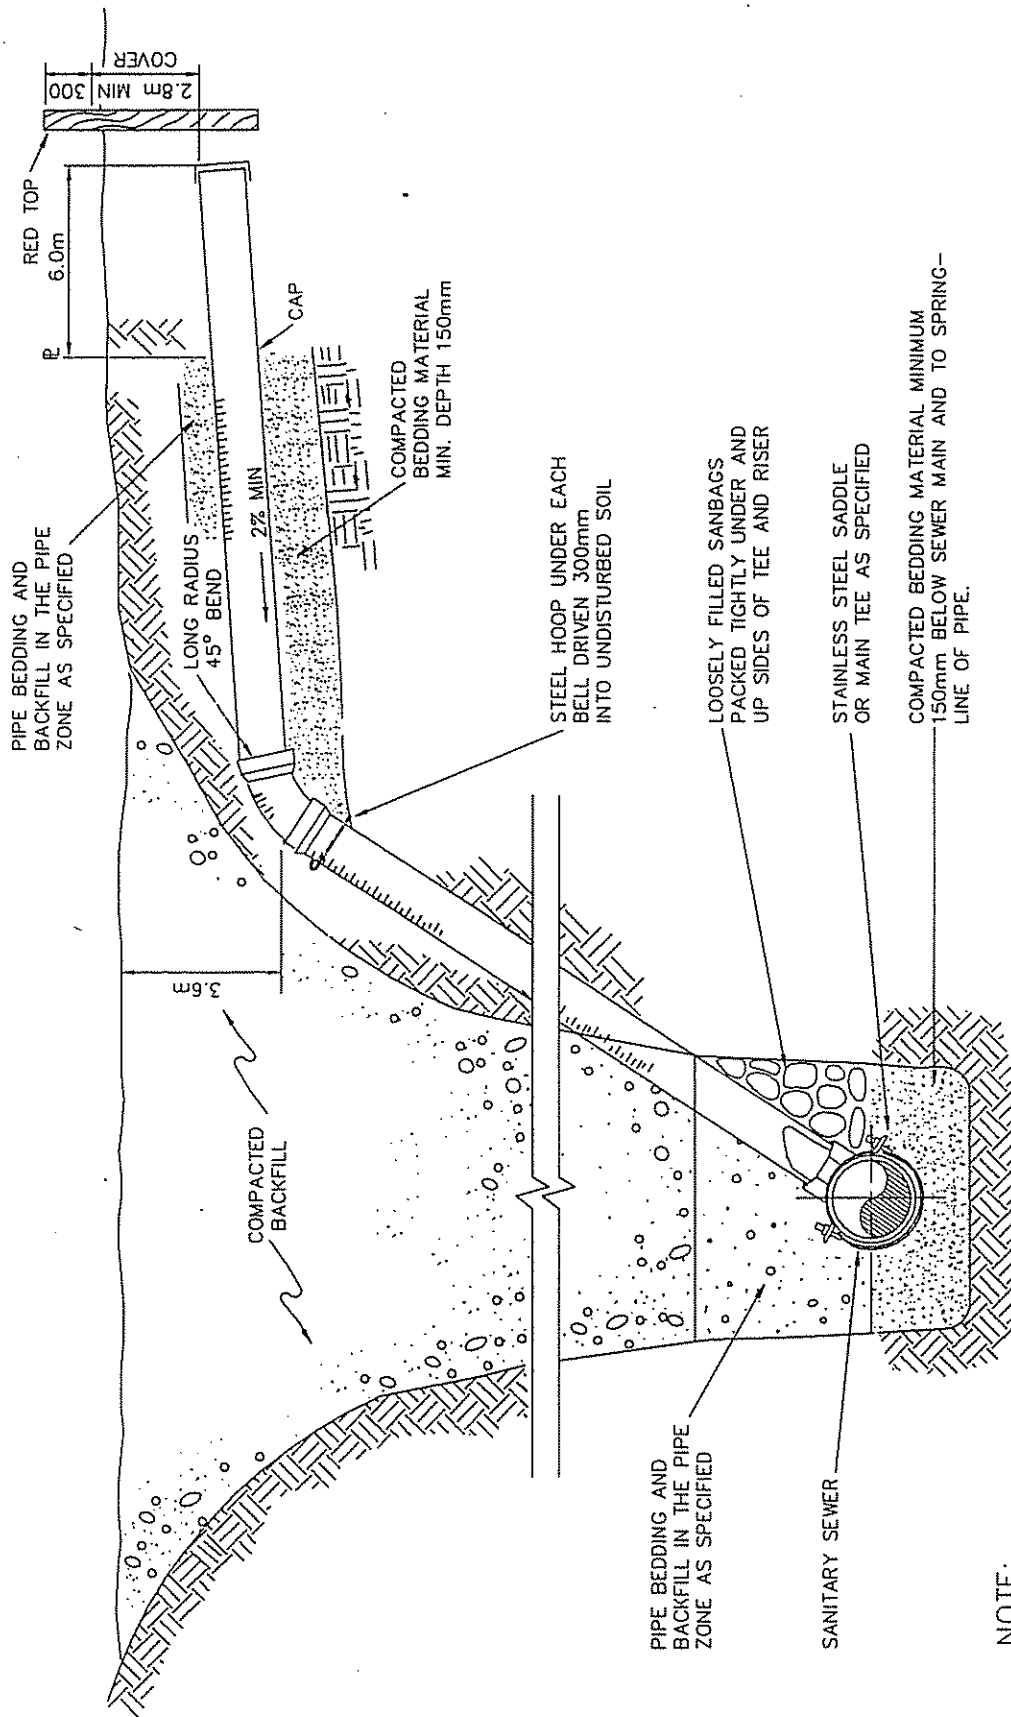 RED TOP
6.0m
300
2.8m MIN
COVER
PL
PIPE BEDDING AND
BACKFILL IN THE PIPE
ZONE AS SPECIFIED
LONG RADIUS
45° BEND
2% MIN
CAP
COMPACTED
BEDDING MATERIAL
MIN. DEPTH 150mm
3.6m
COMPACTED
BACKFILL
STEEL HOOP UNDER EACH
BELL DRIVEN 300mm
INTO UNDISTURBED SOIL
LOOSELY FILLED SANBAGS
PACKED TIGHTLY UNDER AND
UP SIDES OF TEE AND RISER
STAINLESS STEEL SADDLE
OR MAIN TEE AS SPECIFIED
COMPACTED BEDDING MATERIAL MINIMUM
150mm BELOW SEWER MAIN AND TO SPRING-
LINE OF PIPE.
PIPE BEDDING AND
BACKFILL IN THE PIPE
ZONE AS SPECIFIED
SANITARY SEWER
NOTE: